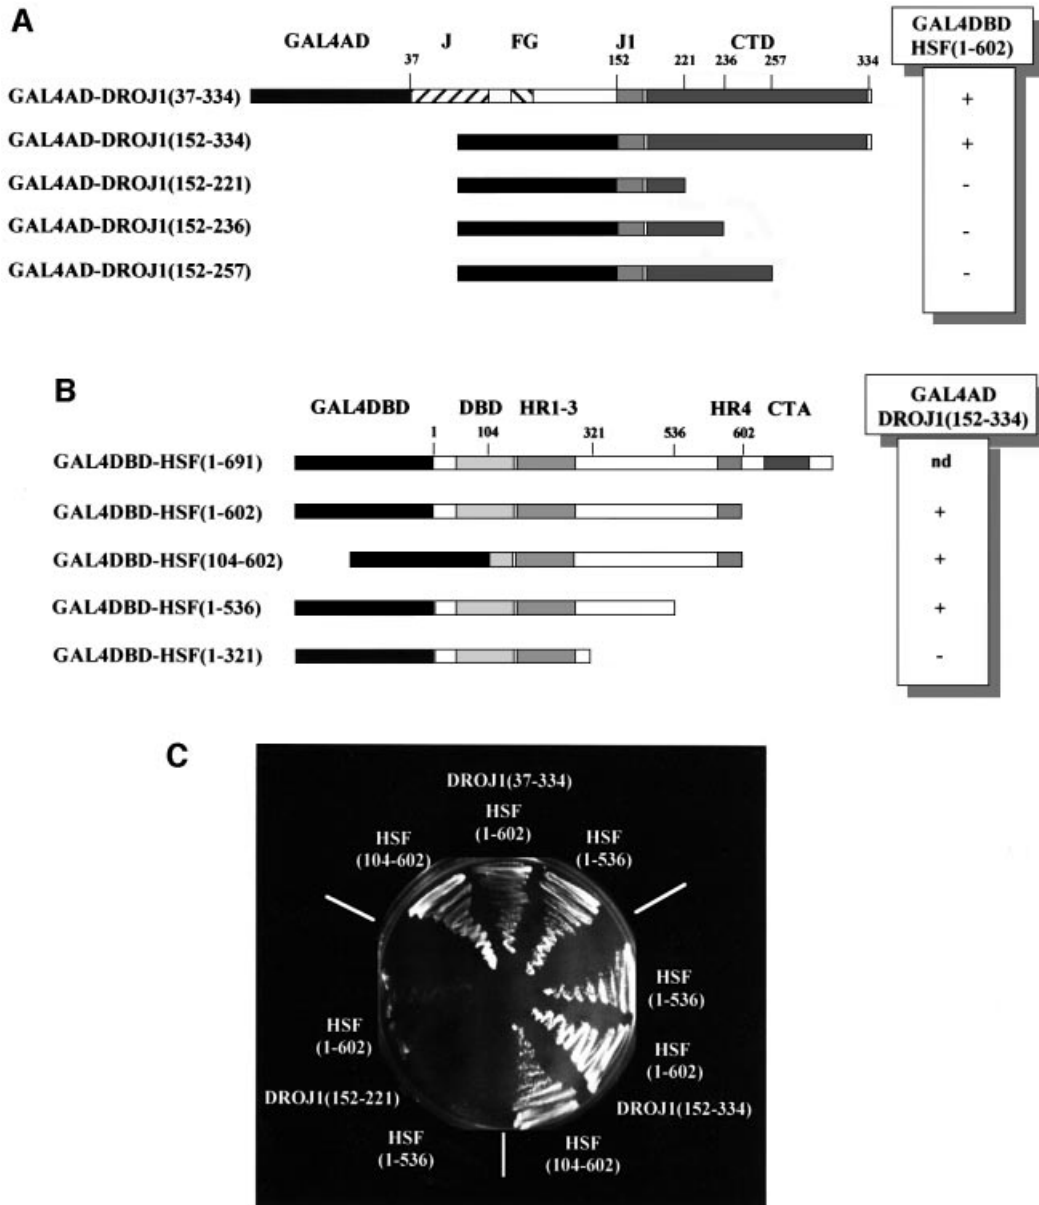 A
GAL4AD J FG J1 CTD
37 152 221 236 257 334
GAL4DBD
HSF(1-602)
GAL4AD-DROJ1(37-334) +
GAL4AD-DROJ1(152-334) +
GAL4AD-DROJ1(152-221) -
GAL4AD-DROJ1(152-236) -
GAL4AD-DROJ1(152-257) -
B
GAL4DBD DBD HR1-3 HR4 CTA
1 104 321 536 602
GAL4AD
DROJ1(152-334)
GAL4DBD-HSF(1-691) nd
GAL4DBD-HSF(1-602) +
GAL4DBD-HSF(104-602) +
GAL4DBD-HSF(1-536) +
GAL4DBD-HSF(1-321) -
C
DROJ1(37-334)
HSF
(1-602)
HSF
(104-602)
HSF
(1-536)
HSF
(1-536)
HSF
(1-602)
HSF
(1-602)
DROJ1(152-221)
DROJ1(152-334)
HSF
(1-536)
HSF
(104-602)